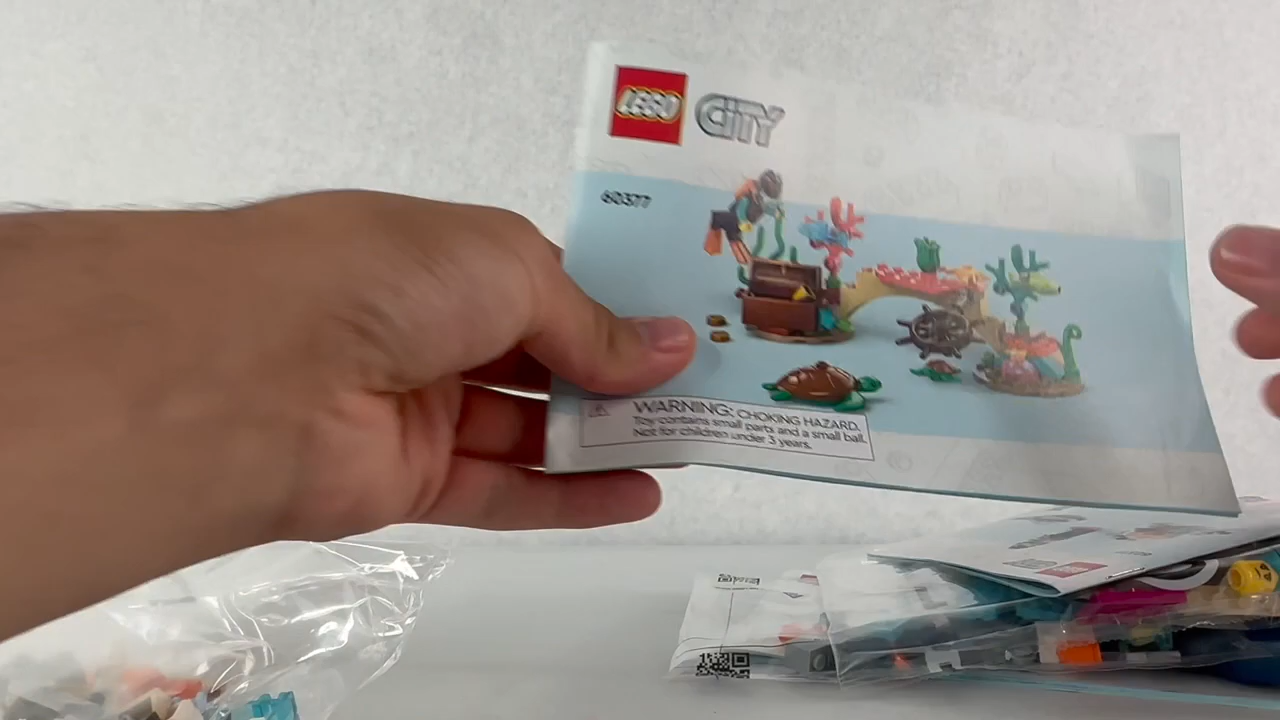 LEGO
CITY
60377
WARNING: CHOKING HAZARD.
Toy contains small parts and a small ball.
Not for children under 3 years.
LEGO